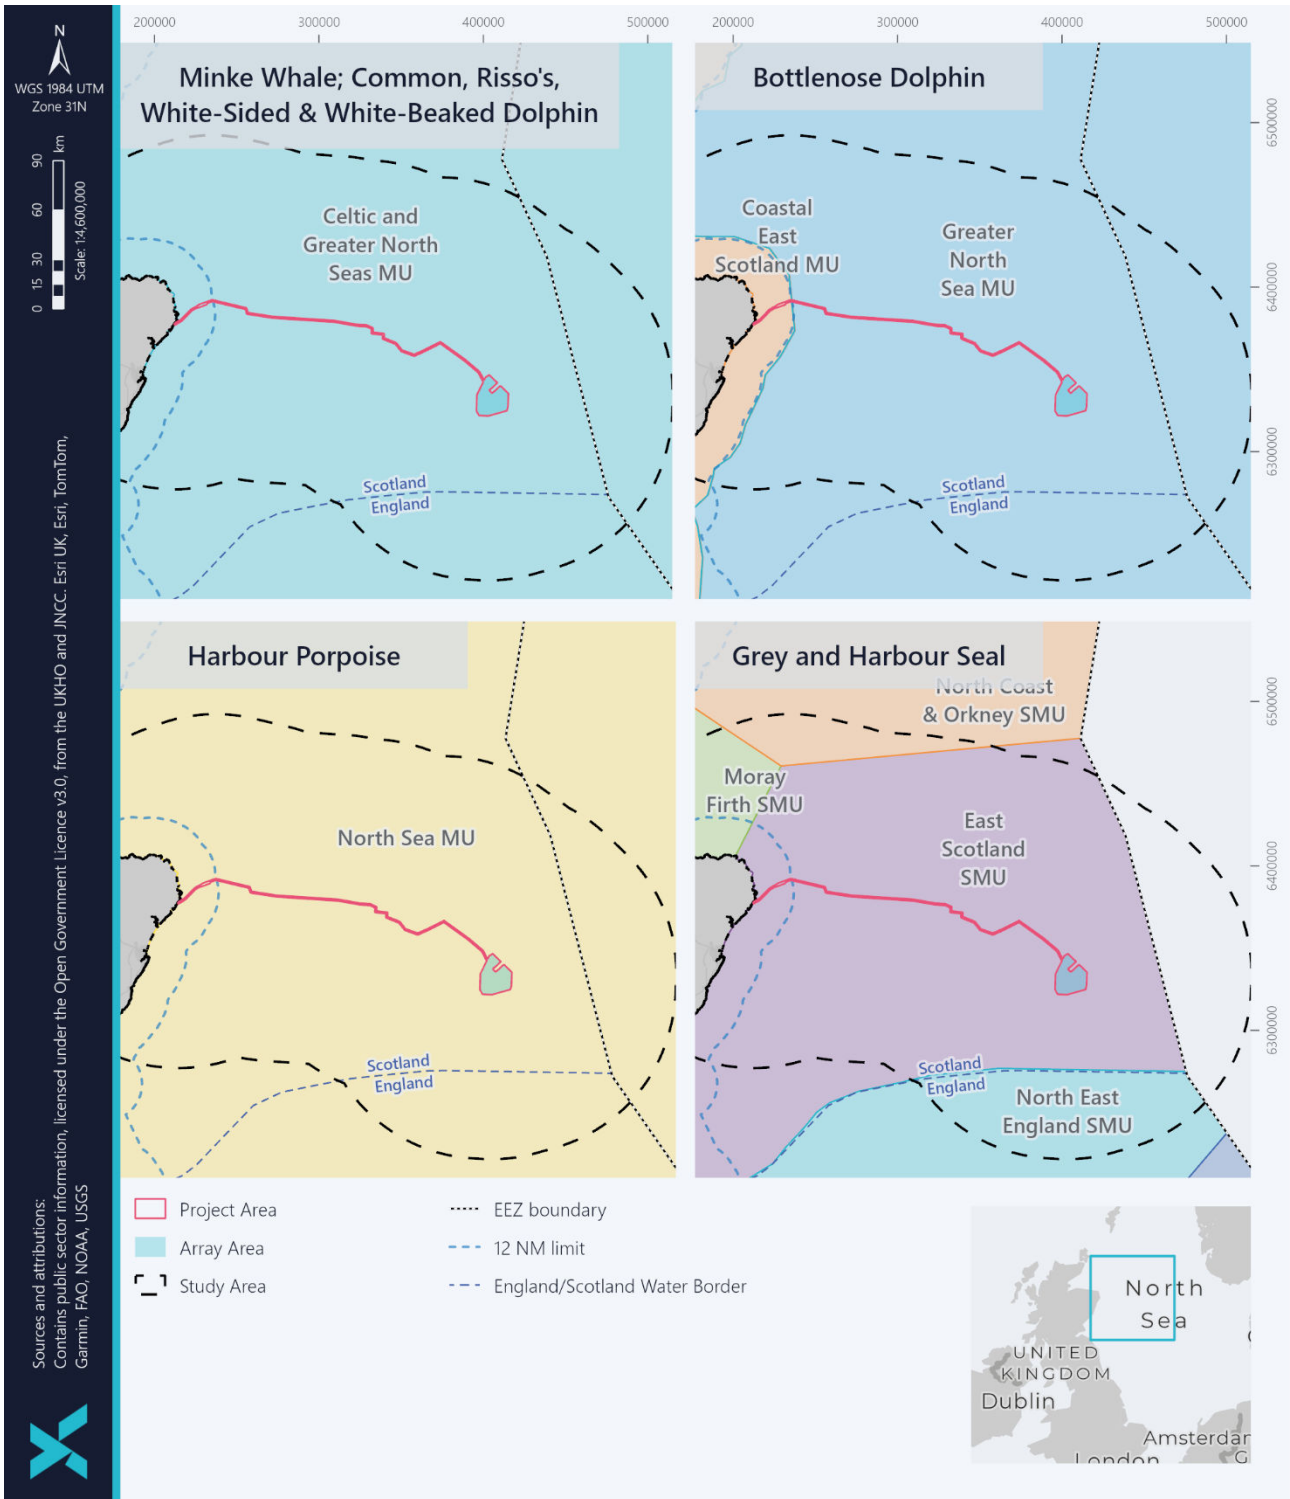 200000
300000
400000
500000
200000
300000
400000
500000
N
WGS 1984 UTM
Zone 31N
0 15 30 60 90 km
Scale: 1:4,600,000
Sources and attributions:
Contains public sector information, licensed under the Open Government Licence v3.0, from the UKHO and JNCC. Esri UK, Esri, TomTom,
Garmin, FAO, NOAA, USGS
Minke Whale; Common, Risso's,
White-Sided & White-Beaked Dolphin
Celtic and
Greater North
Seas MU
Scotland
England
Bottlenose Dolphin
Coastal
East
Scotland MU
Greater
North
Sea MU
Scotland
England
6500000
6400000
6300000
Harbour Porpoise
North Sea MU
Scotland
England
Grey and Harbour Seal
North Coast
& Orkney SMU
Moray
Firth SMU
East
Scotland
SMU
Scotland
England
North East
England SMU
6500000
6400000
6300000
Project Area
Array Area
Study Area
EEZ boundary
12 NM limit
England/Scotland Water Border
North
Sea
UNITED
KINGDOM
Dublin
Amsterdar
London